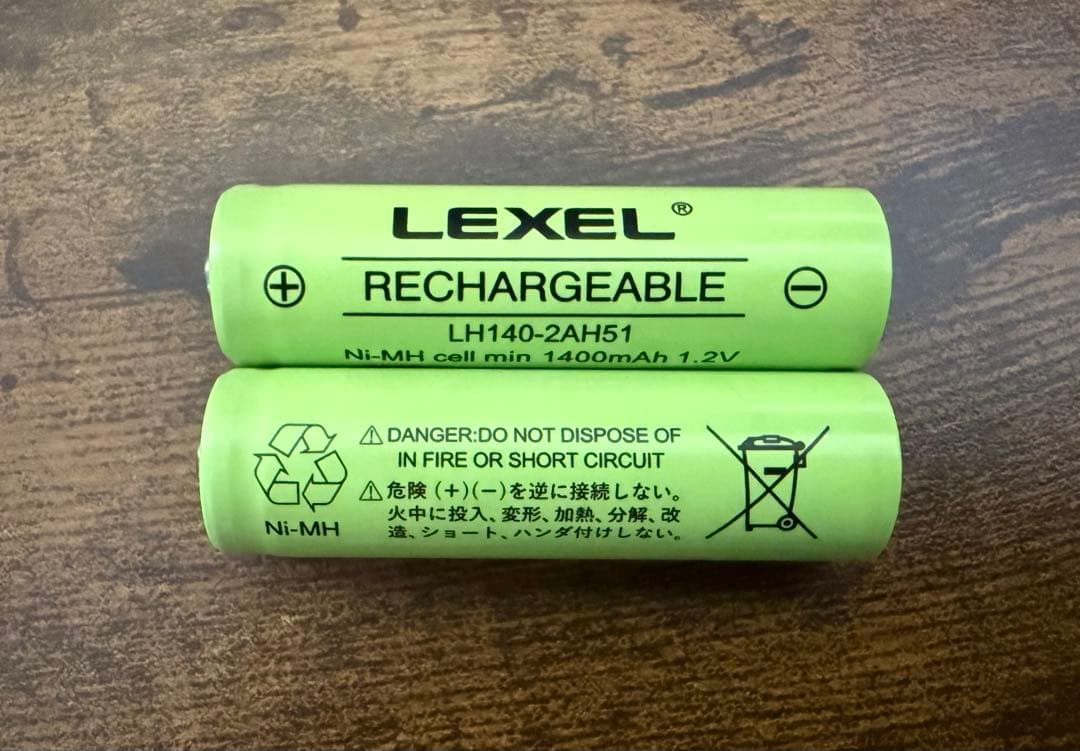 LEXEL®
RECHARGEABLE
LH140-2AH51
Ni-MH cell min 1400mAh 1.2V
⚠DANGER:DO NOT DISPOSE OF
IN FIRE OR SHORT CIRCUIT
⚠危険 (+)(−)を逆に接続しない。
火中に投入、変形、加熱、分解、改
造、ショート、ハンダ付けしない。
Ni-MH